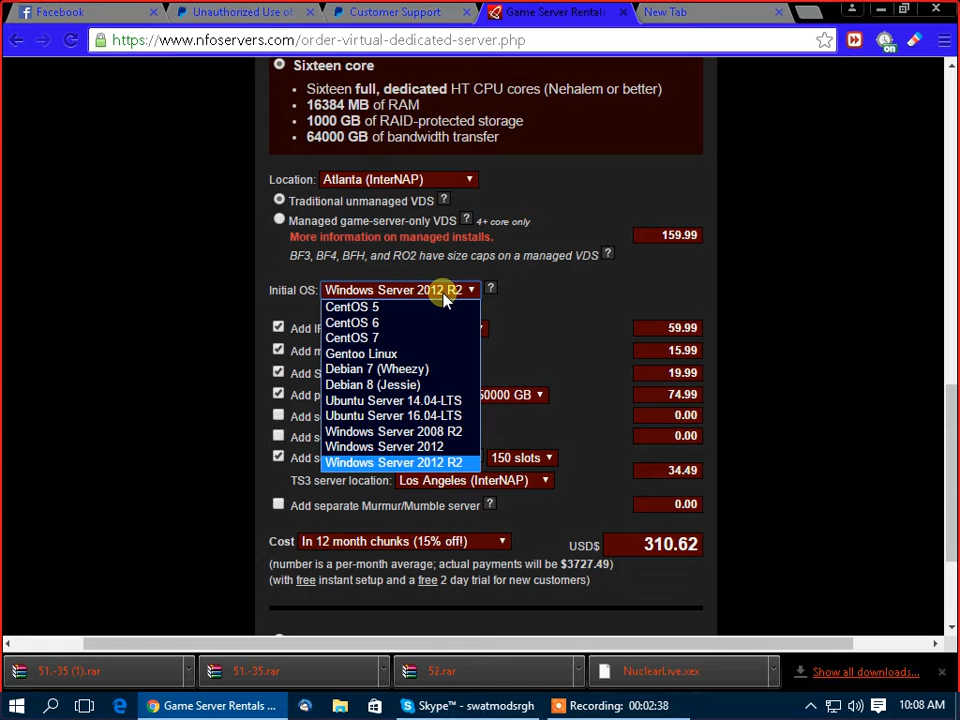 Facebook
Unauthorized Use of
Customer Support
Game Server Rentals
New Tab
https://www.nfoservers.com/order-virtual-dedicated-server.php
on
Sixteen core
• Sixteen full, dedicated HT CPU cores (Nehalem or better)
• 16384 MB of RAM
• 1000 GB of RAID-protected storage
• 64000 GB of bandwidth transfer
Location: Atlanta (InterNAP)
Traditional unmanaged VDS ?
Managed game-server-only VDS ? 4+ core only
More information on managed installs. 159.99
BF3, BF4, BFH, and RO2 have size caps on a managed VDS ?
Initial OS: Windows Server 2012 R2 ?
CentOS 5
CentOS 6
CentOS 7
Gentoo Linux
Debian 7 (Wheezy)
Debian 8 (Jessie)
Ubuntu Server 14.04-LTS
Ubuntu Server 16.04-LTS
Windows Server 2008 R2
Windows Server 2012
Windows Server 2012 R2
Add 59.99
Add 15.99
Add 19.99
Add 50000 GB 74.99
Add 0.00
Add 0.00
Add 150 slots
34.49
TS3 server location: Los Angeles (InterNAP)
Add separate Murmur/Mumble server ? 0.00
Cost In 12 month chunks (15% off!) USD$ 310.62
(number is a per-month average; actual payments will be $3727.49)
(with free instant setup and a free 2 day trial for new customers)
51.-35 (1).rar
51.-35.rar
52.rar
NuclearLive.xex
Show all downloads...
Game Server Rentals ...
Skype™ - swatmodsrgh
Recording: 00:02:38
10:08 AM